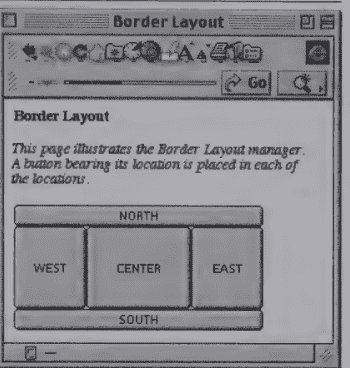 Border Layout
Go
Border Layout
This page illustrates the Border Layout manager.
A button bearing its location is placed in each of
the locations.
NORTH
WEST CENTER EAST
SOUTH